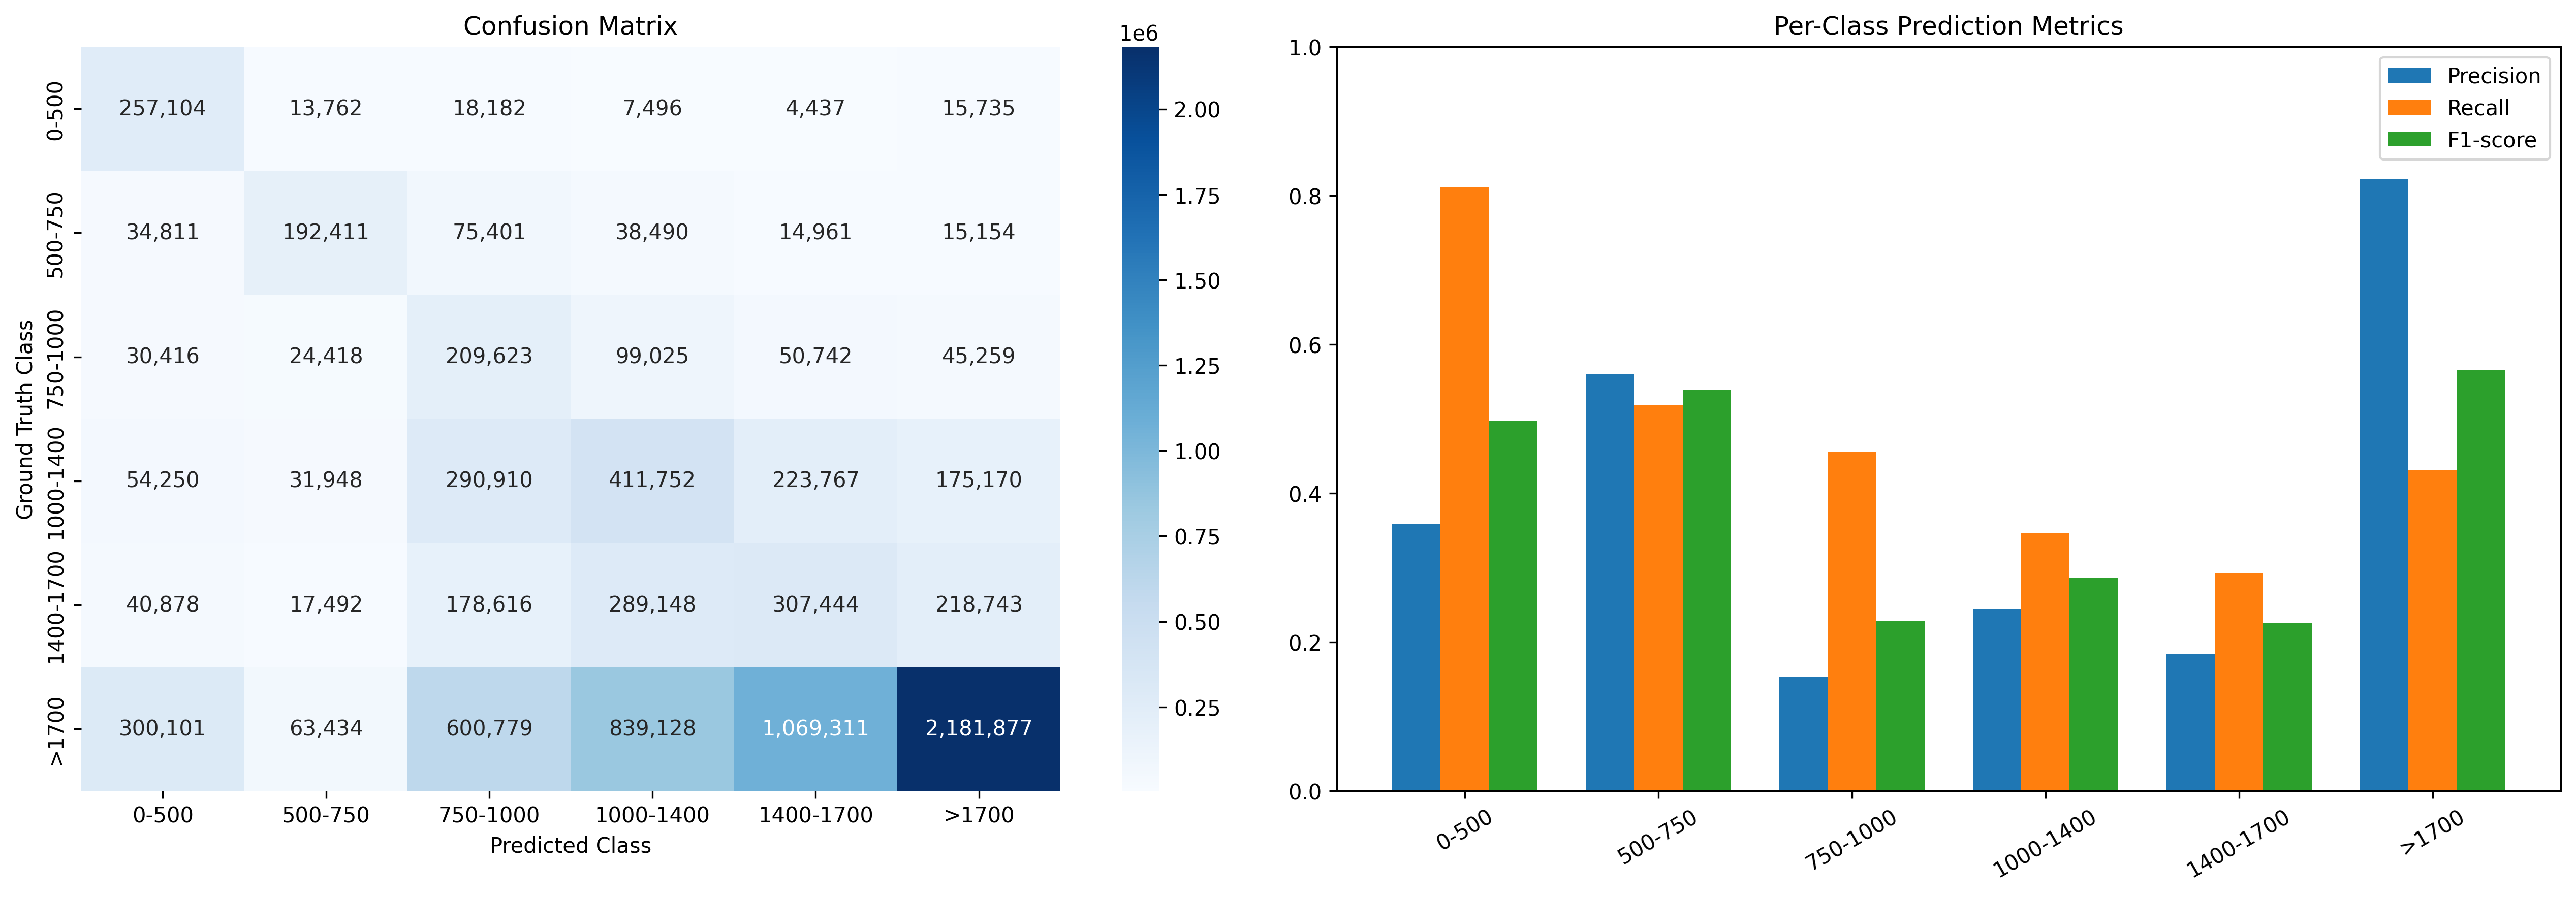 Confusion Matrix
1e6
Ground Truth Class
0-500
257,104 13,762 18,182 7,496 4,437 15,735
500-750
34,811 192,411 75,401 38,490 14,961 15,154
750-1000
30,416 24,418 209,623 99,025 50,742 45,259
1000-1400
54,250 31,948 290,910 411,752 223,767 175,170
1400-1700
40,878 17,492 178,616 289,148 307,444 218,743
>1700
300,101 63,434 600,779 839,128 1,069,311 2,181,877
0-500 500-750 750-1000 1000-1400 1400-1700 >1700
Predicted Class
2.00
1.75
1.50
1.25
1.00
0.75
0.50
0.25
Per-Class Prediction Metrics
1.0
0.8
0.6
0.4
0.2
0.0
Precision
Recall
F1-score
0-500 500-750 750-1000 1000-1400 1400-1700 >1700